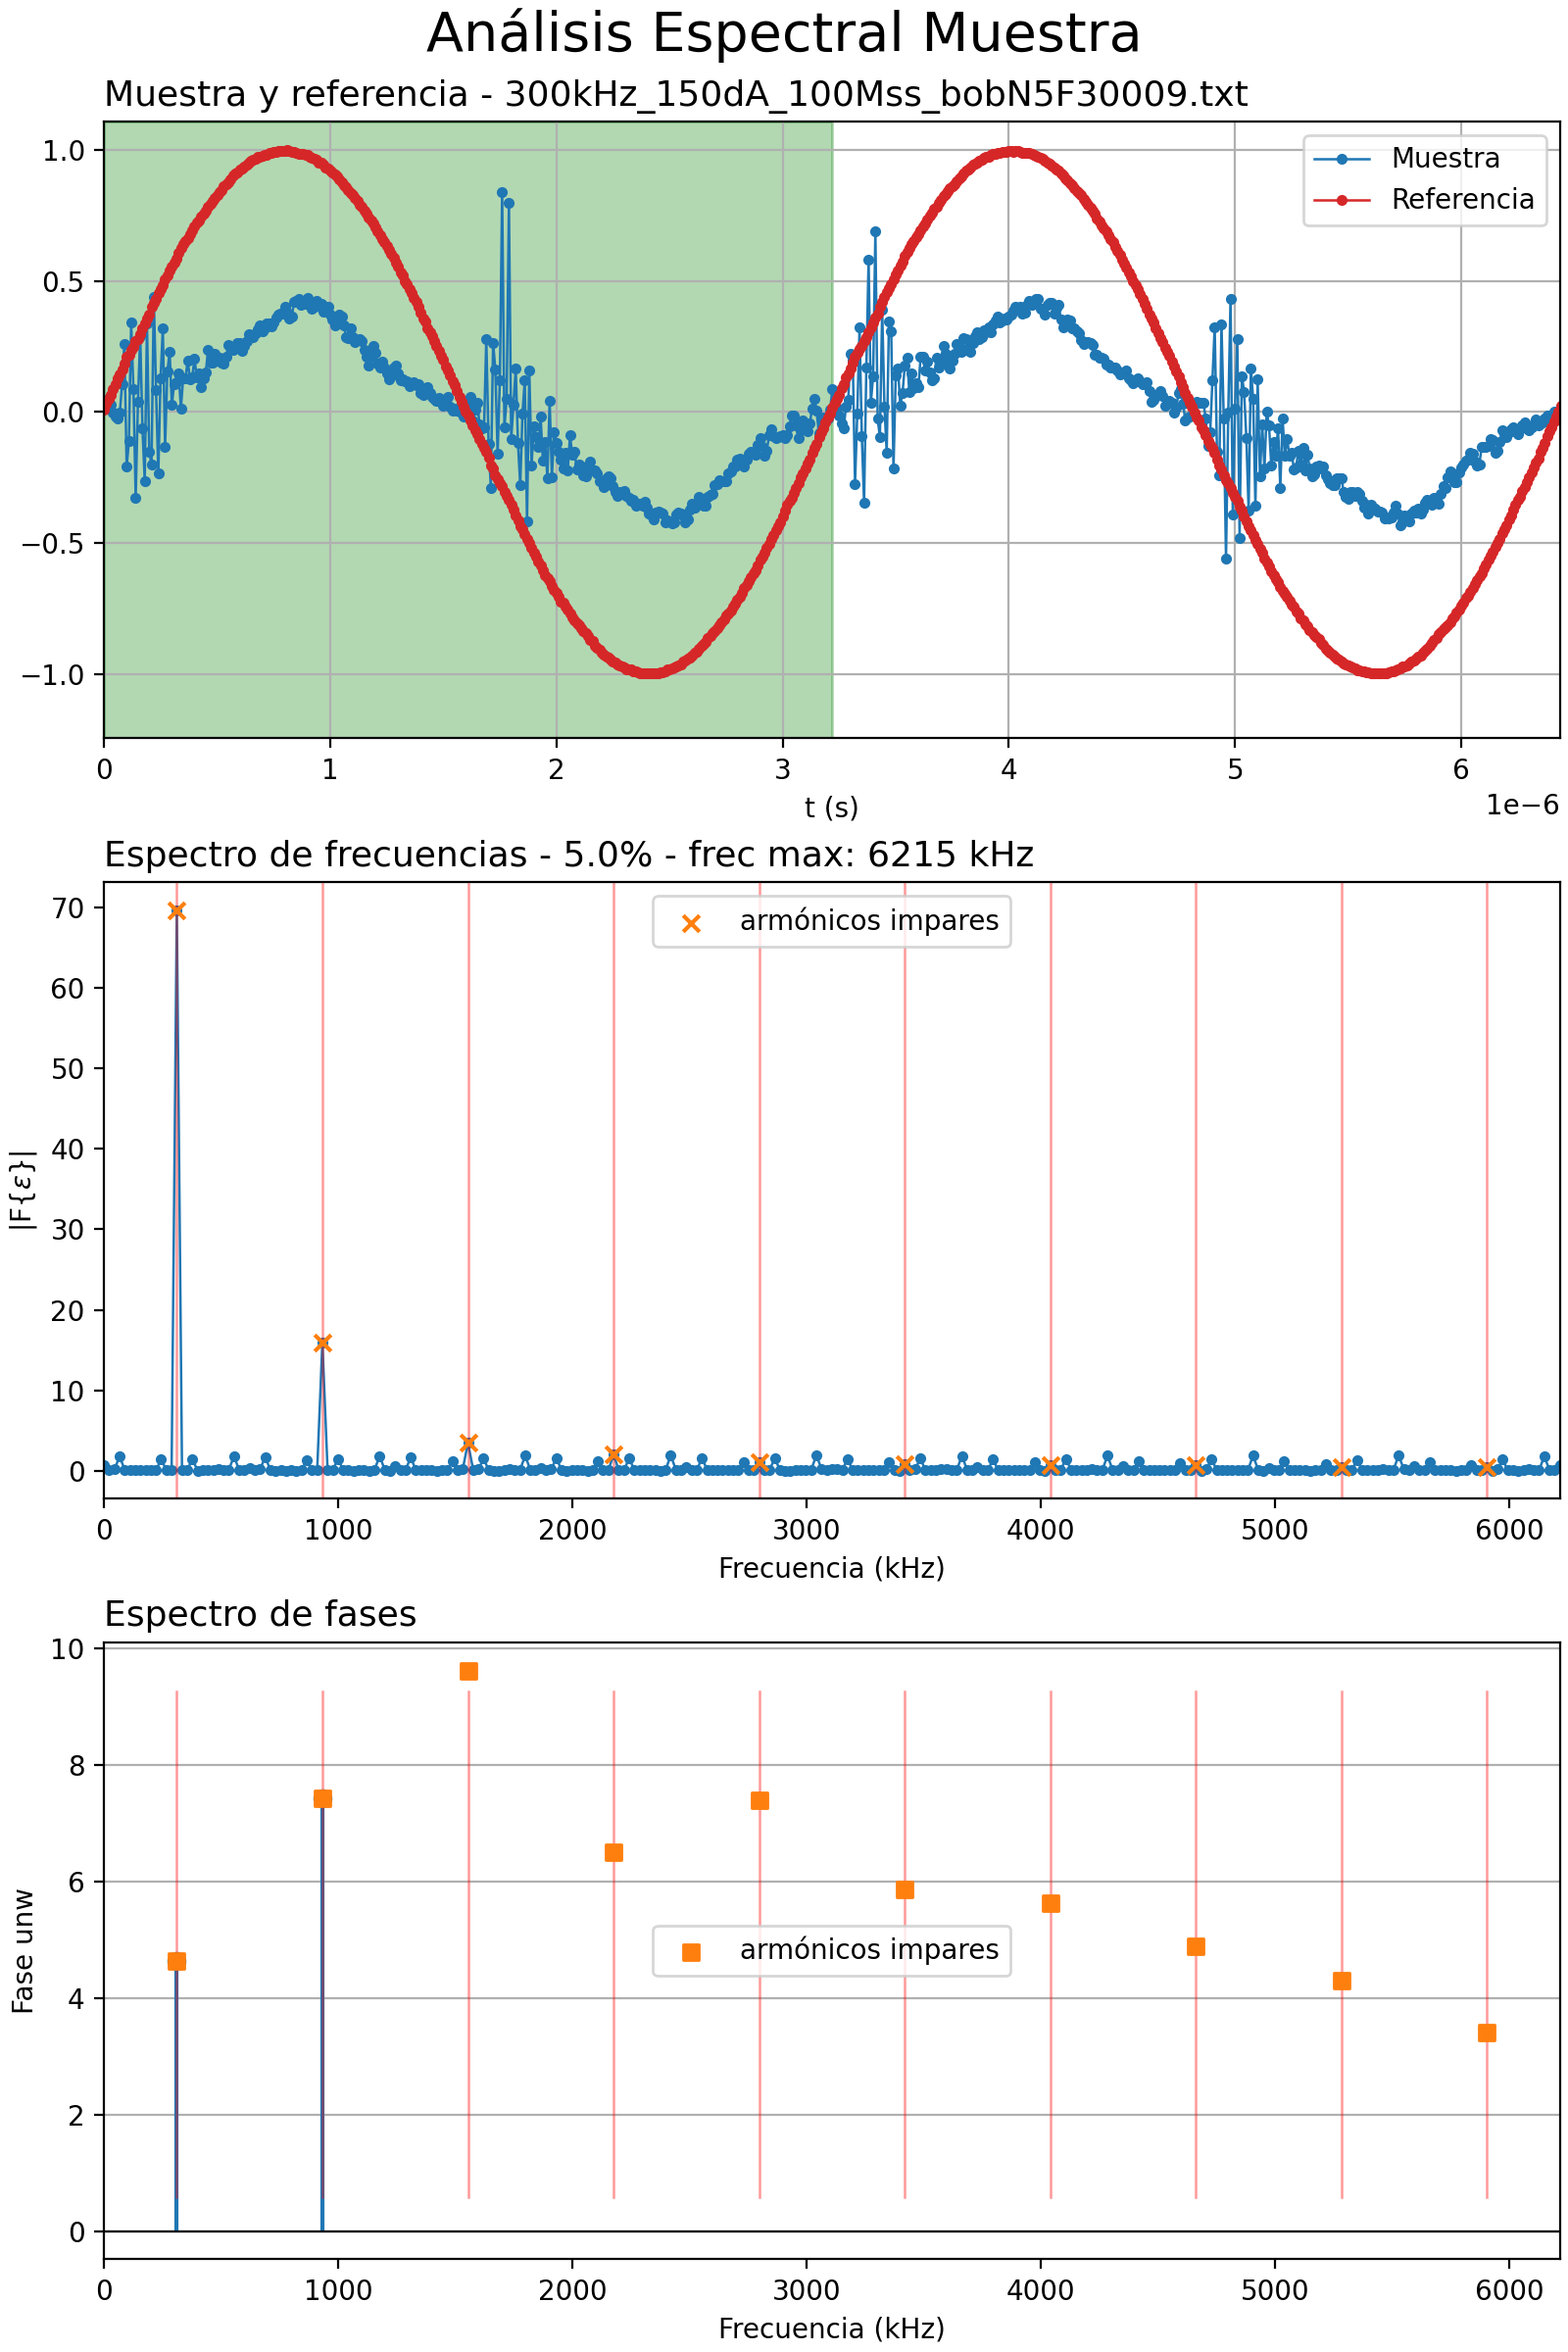 Análisis Espectral Muestra
Muestra y referencia - 300kHz_150dA_100Mss_bobN5F30009.txt
Muestra
Referencia
1.0
0.5
0.0
−0.5
−1.0
0 1 2 3 4 5 6
t (s)
1e−6
Espectro de frecuencias - 5.0% - frec max: 6215 kHz
armónicos impares
70
60
50
40
30
20
10
0
|F{ε}|
0 1000 2000 3000 4000 5000 6000
Frecuencia (kHz)
Espectro de fases
10
8
6
4
2
0
Fase unw
armónicos impares
0 1000 2000 3000 4000 5000 6000
Frecuencia (kHz)